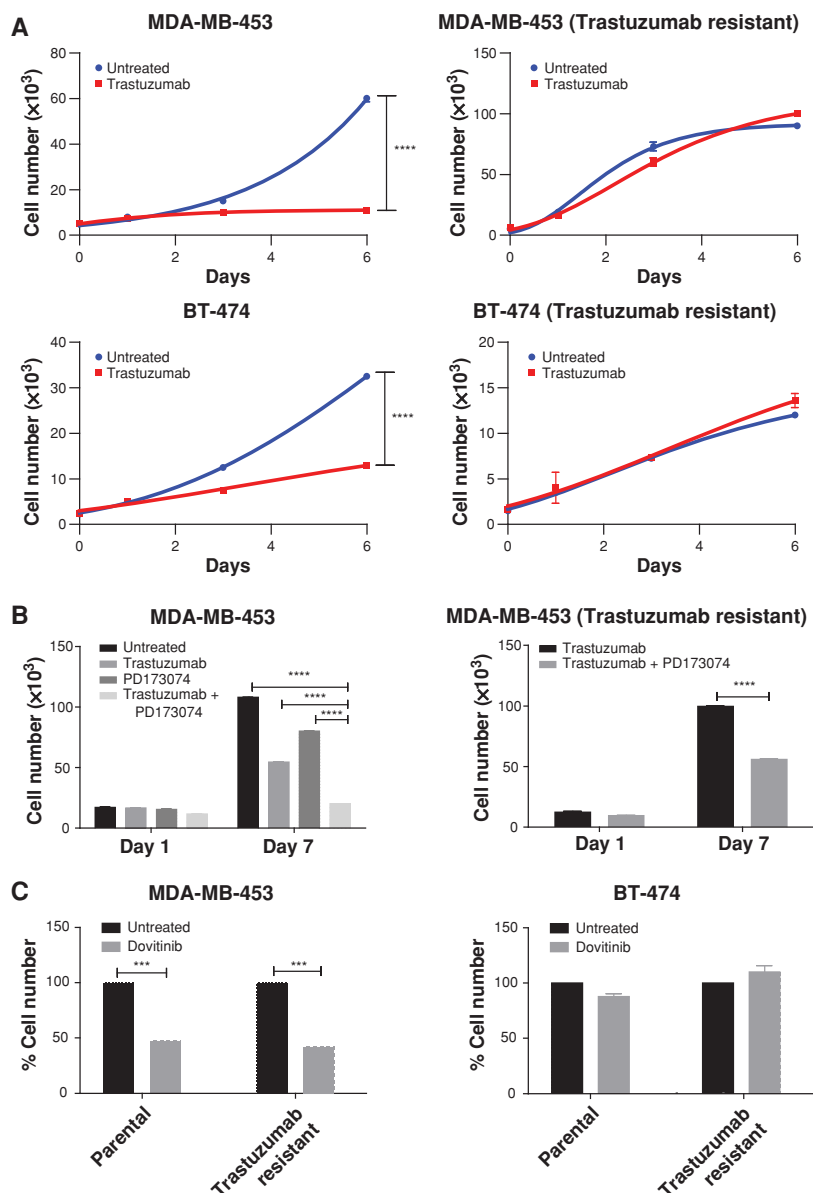 A
MDA-MB-453
Cell number (×10³)
80
60
40
20
0
Untreated
Trastuzumab
****
0
2
4
6
Days
MDA-MB-453 (Trastuzumab resistant)
Cell number (×10³)
150
100
50
0
Untreated
Trastuzumab
0
2
4
6
Days
BT-474
Cell number (×10³)
40
30
20
10
0
Untreated
Trastuzumab
****
0
2
4
6
Days
BT-474 (Trastuzumab resistant)
Cell number (×10³)
20
15
10
5
0
Untreated
Trastuzumab
0
2
4
6
Days
B
MDA-MB-453
Cell number (×10³)
150
100
50
0
Untreated
Trastuzumab
PD173074
Trastuzumab +
PD173074
****
****
****
Day 1
Day 7
MDA-MB-453 (Trastuzumab resistant)
Cell number (×10³)
150
100
50
0
Trastuzumab
Trastuzumab + PD173074
****
Day 1
Day 7
C
MDA-MB-453
% Cell number
150
100
50
0
Untreated
Dovitinib
***
***
Parental
Trastuzumab
resistant
BT-474
% Cell number
150
100
50
0
Untreated
Dovitinib
Parental
Trastuzumab
resistant